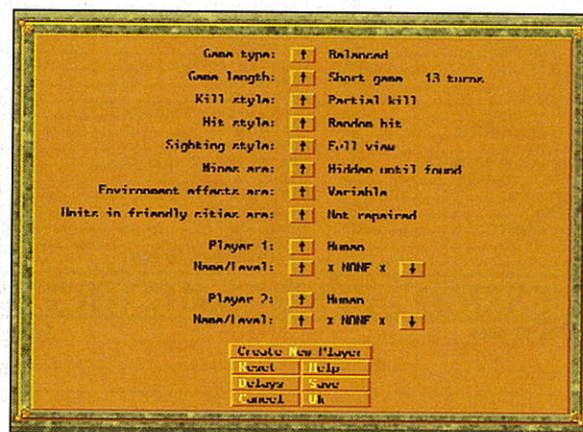 Game type: ↑ Balanced
Game length: ↑ Short game 13 turns
Kill style: ↑ Partial kill
Hit style: ↑ Random hit
Sighting style: ↑ Full view
Mines are: ↑ Hidden until found
Environment effects are: ↑ Variable
Units in friendly cities are: ↑ Not repaired
Player 1: ↑ Human
Name/Level: ↑ x NONE x ↓
Player 2: ↑ Human
Name/Level: ↑ x NONE x ↓
Create New Player
Reset Help
Delays Save
Cancel Ok